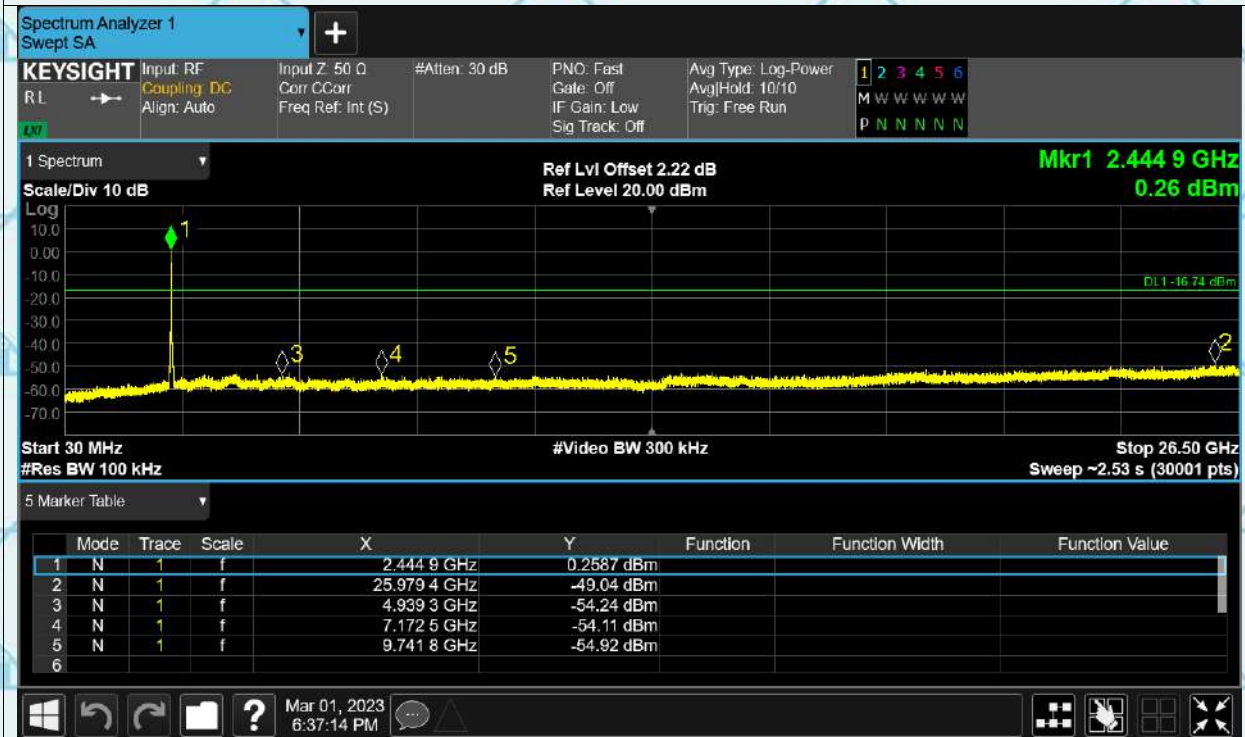 Spectrum Analyzer 1
Swept SA
+
KEYSIGHT
RL
LXI
Input: RF
Coupling: DC
Align: Auto
Input Z: 50 Ω
Corr CCorr
Freq Ref: Int (S)
#Atten: 30 dB
PNO: Fast
Gate: Off
IF Gain: Low
Sig Track: Off
Avg Type: Log-Power
Avg|Hold: 10/10
Trig: Free Run
1 2 3 4 5 6
M W W W W W
P N N N N N
1 Spectrum
Scale/Div 10 dB
Ref Lvl Offset 2.22 dB
Ref Level 20.00 dBm
Mkr1 2.444 9 GHz
0.26 dBm
Log
10.0
0.00
-10.0
-20.0
-30.0
-40.0
-50.0
-60.0
-70.0
1
DL1 -16.74 dBm
3
4
5
2
Start 30 MHz
#Video BW 300 kHz
Stop 26.50 GHz
#Res BW 100 kHz
Sweep ~2.53 s (30001 pts)
5 Marker Table
Mode Trace Scale X Y Function Function Width Function Value
1 N 1 f 2.444 9 GHz 0.2587 dBm
2 N 1 f 25.979 4 GHz -49.04 dBm
3 N 1 f 4.939 3 GHz -54.24 dBm
4 N 1 f 7.172 5 GHz -54.11 dBm
5 N 1 f 9.741 8 GHz -54.92 dBm
6
?
Mar 01, 2023
6:37:14 PM